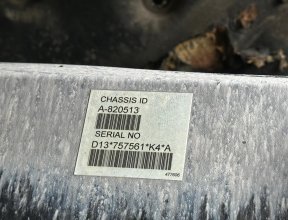 CHASSIS ID
A-820513
SERIAL NO
D13*757561*K4*A